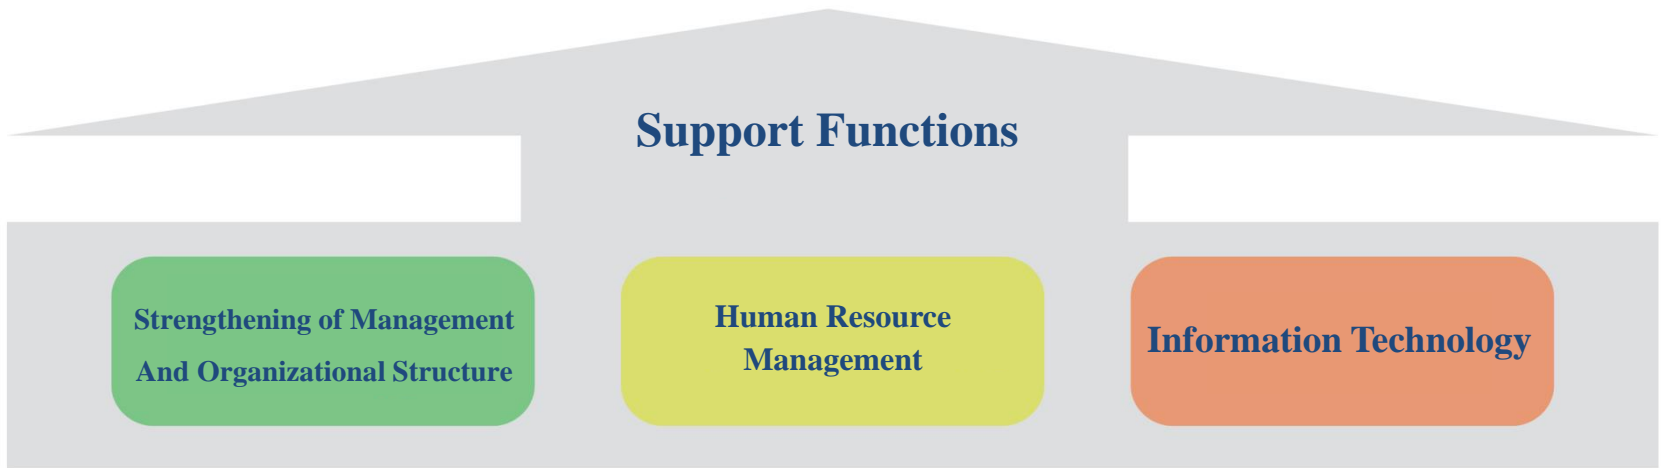 Support Functions
Strengthening of Management
And Organizational Structure
Human Resource
Management
Information Technology